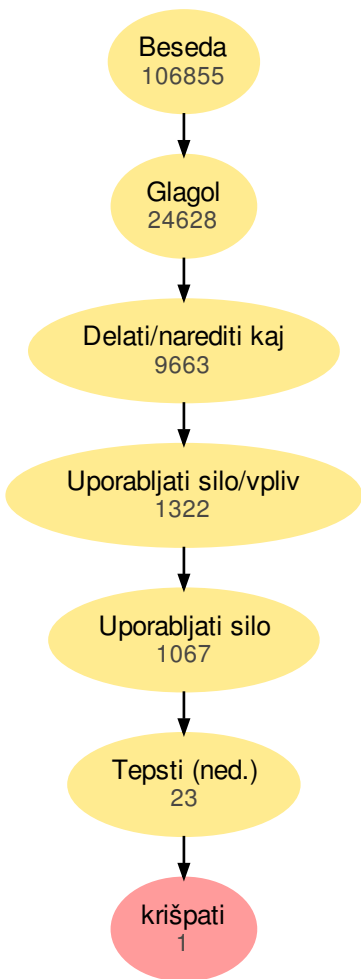 Beseda
106855
Glagol
24628
Delati/narediti kaj
9663
Uporabljati silo/vpliv
1322
Uporabljati silo
1067
Tepsti (ned.)
23
krišpati
1